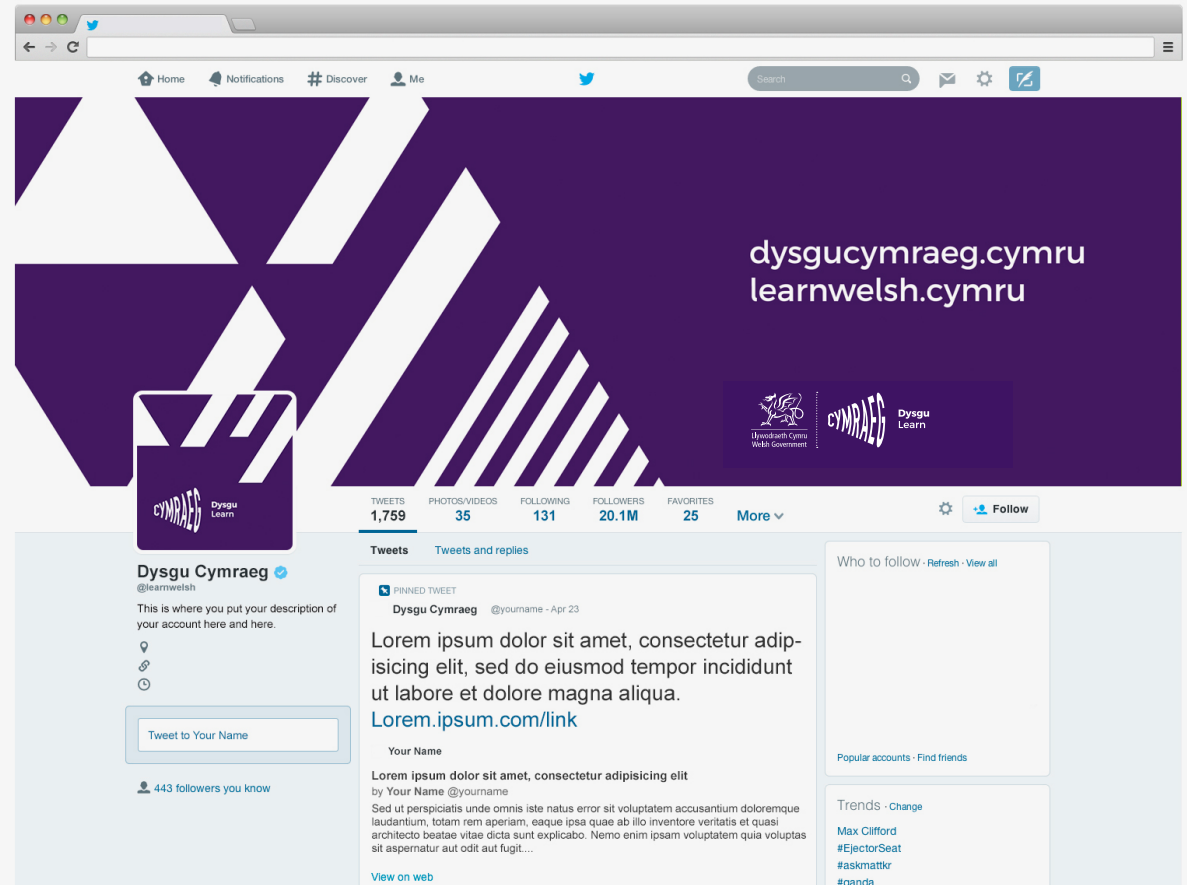 Home Notifications Discover Me Search
dysgucymraeg.cymru
learnwelsh.cymru
Llywodraeth Cymru
Welsh Government
CYMRAEG
Dysgu
Learn
CYMRAEG
Dysgu
Learn
TWEETS PHOTOS/VIDEOS FOLLOWING FOLLOWERS FAVORITES
1,759 35 131 20.1M 25 More Follow
Dysgu Cymraeg
@learnwelsh
This is where you put your description of
your account here and here.
Tweet to Your Name
443 followers you know
Tweets Tweets and replies
PINNED TWEET
Dysgu Cymraeg @yourname - Apr 23
Lorem ipsum dolor sit amet, consectetur adip-
isicing elit, sed do eiusmod tempor incididunt
ut labore et dolore magna aliqua.
Lorem.ipsum.com/link
Your Name
Lorem ipsum dolor sit amet, consectetur adipisicing elit
by Your Name @yourname
Sed ut perspiciatis unde omnis iste natus error sit voluptatem accusantium doloremque
laudantium, totam rem aperiam, eaque ipsa quae ab illo inventore veritatis et quasi
architecto beatae vitae dicta sunt explicabo. Nemo enim ipsam voluptatem quia voluptas
sit aspernatur aut odit aut fugit....
View on web
Who to follow · Refresh · View all
Popular accounts · Find friends
Trends · Change
Max Clifford
#EjectorSeat
#askmattkr